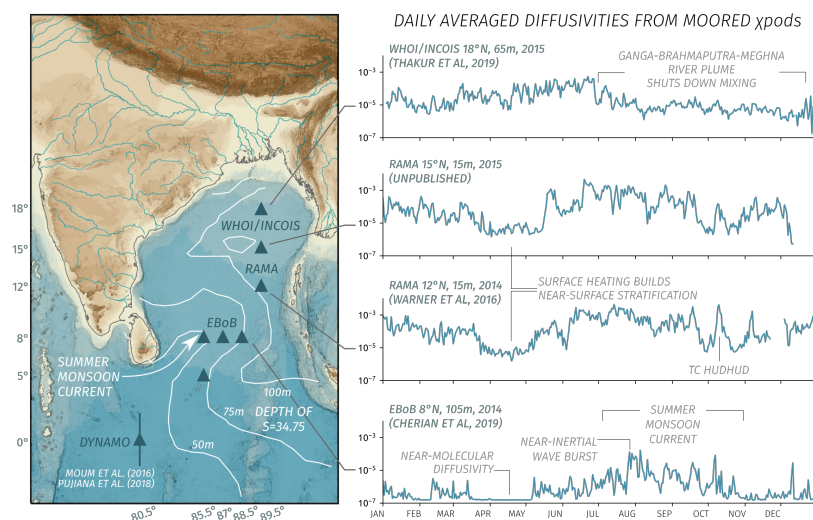 DAILY AVERAGED DIFFUSIVITIES FROM MOORED χpods
18°
15°
12°
8°
4°
0°
80.5°
85.5°
87°
88.5°
89.5°
WHOI/INCOIS
RAMA
EBoB
SUMMER
MONSOON
CURRENT
100m
75m
DEPTH OF
S=34.75
50m
DYNAMO
MOUM ET AL. (2016)
PUJIANA ET AL. (2018)
WHOI/INCOIS 18°N, 65m, 2015
(THAKUR ET AL, 2019)
GANGA-BRAHMAPUTRA-MEGHNA
RIVER PLUME
SHUTS DOWN MIXING
10⁻³
10⁻⁵
10⁻⁷
RAMA 15°N, 15m, 2015
(UNPUBLISHED)
10⁻³
10⁻⁵
10⁻⁷
SURFACE HEATING BUILDS
NEAR-SURFACE STRATIFICATION
RAMA 12°N, 15m, 2014
(WARNER ET AL, 2016)
10⁻³
10⁻⁵
10⁻⁷
TC HUDHUD
EBoB 8°N, 105m, 2014
(CHERIAN ET AL, 2019)
SUMMER
MONSOON
CURRENT
NEAR-INERTIAL
WAVE BURST
NEAR-MOLECULAR
DIFFUSIVITY
10⁻³
10⁻⁵
10⁻⁷
JAN FEB MAR APR MAY JUN JUL AUG SEP OCT NOV DEC